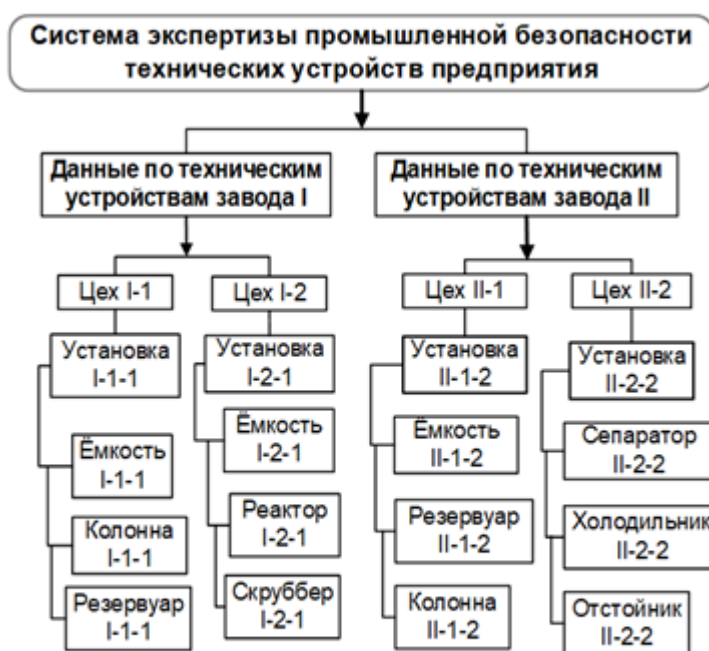 Система экспертизы промышленной безопасности
технических устройств предприятия
Данные по техническим
устройствам завода I
Данные по техническим
устройствам завода II
Цех I-1
Цех I-2
Цех II-1
Цех II-2
Установка
I-1-1
Установка
I-2-1
Установка
II-1-2
Установка
II-2-2
Ёмкость
I-1-1
Ёмкость
I-2-1
Ёмкость
II-1-2
Сепаратор
II-2-2
Колонна
I-1-1
Реактор
I-2-1
Резервуар
II-1-2
Холодильник
II-2-2
Резервуар
I-1-1
Скруббер
I-2-1
Колонна
II-1-2
Отстойник
II-2-2